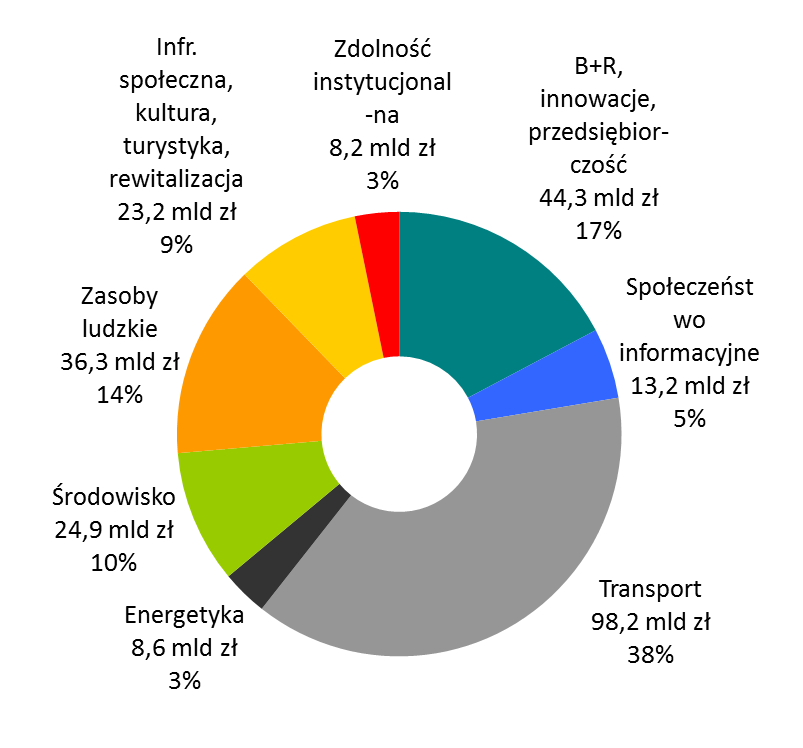 Infr.
społeczna,
kultura,
turystyka,
rewitalizacja
23,2 mld zł
9%
Zdolność
instytucjonal
-na
8,2 mld zł
3%
B+R,
innowacje,
przedsiębior-
czość
44,3 mld zł
17%
Społeczeńst
wo
informacyjne
13,2 mld zł
5%
Zasoby
ludzkie
36,3 mld zł
14%
Środowisko
24,9 mld zł
10%
Energetyka
8,6 mld zł
3%
Transport
98,2 mld zł
38%